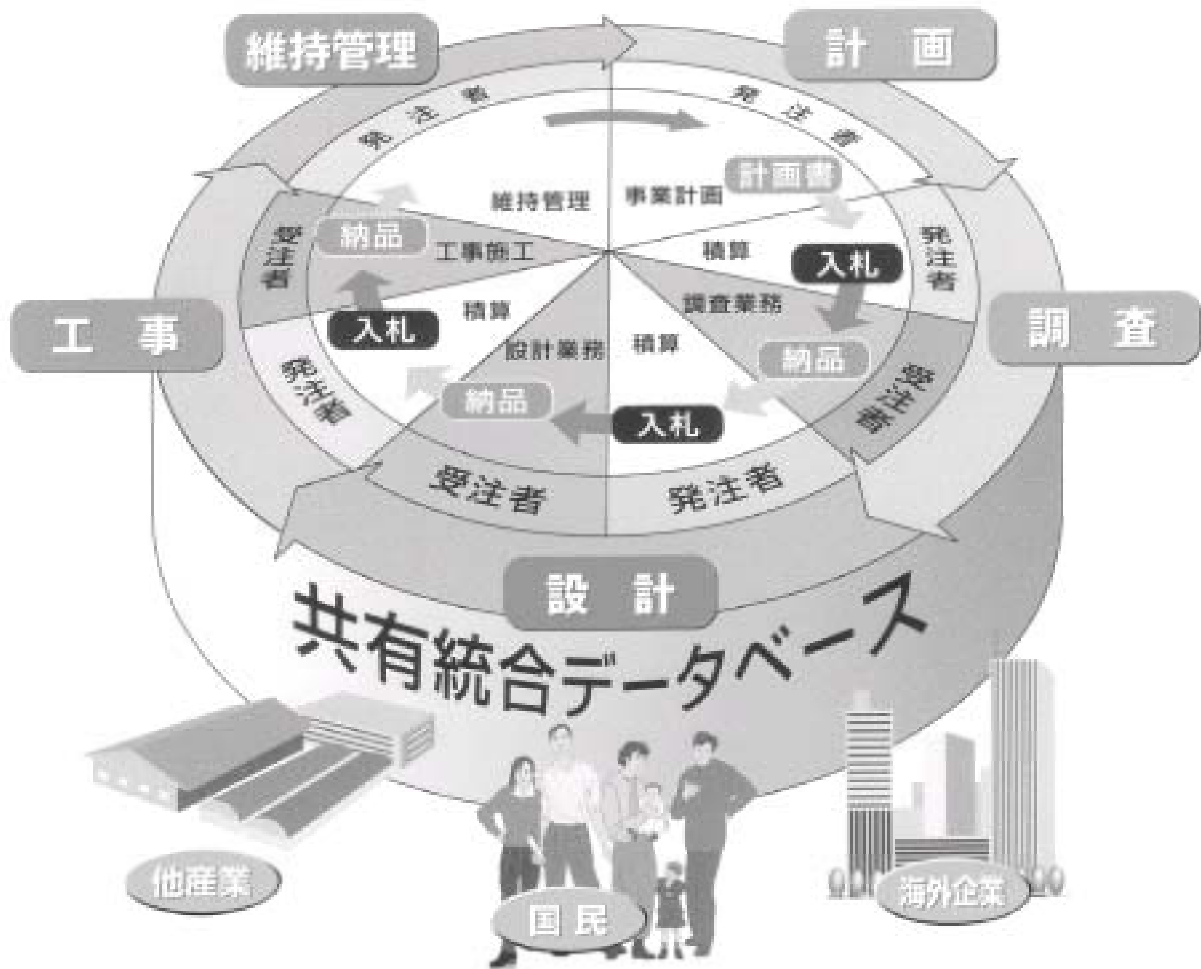 維持管理
計画
発注者
発注者
計画書
維持管理
事業計画
納品
工事施工
積算
入札
発注者
受注者
調査業務
工事
入札
積算
設計業務
積算
納品
調査
発注者
納品
入札
受注者
受注者
発注者
設計
共有統合データベース
他産業
国民
海外企業